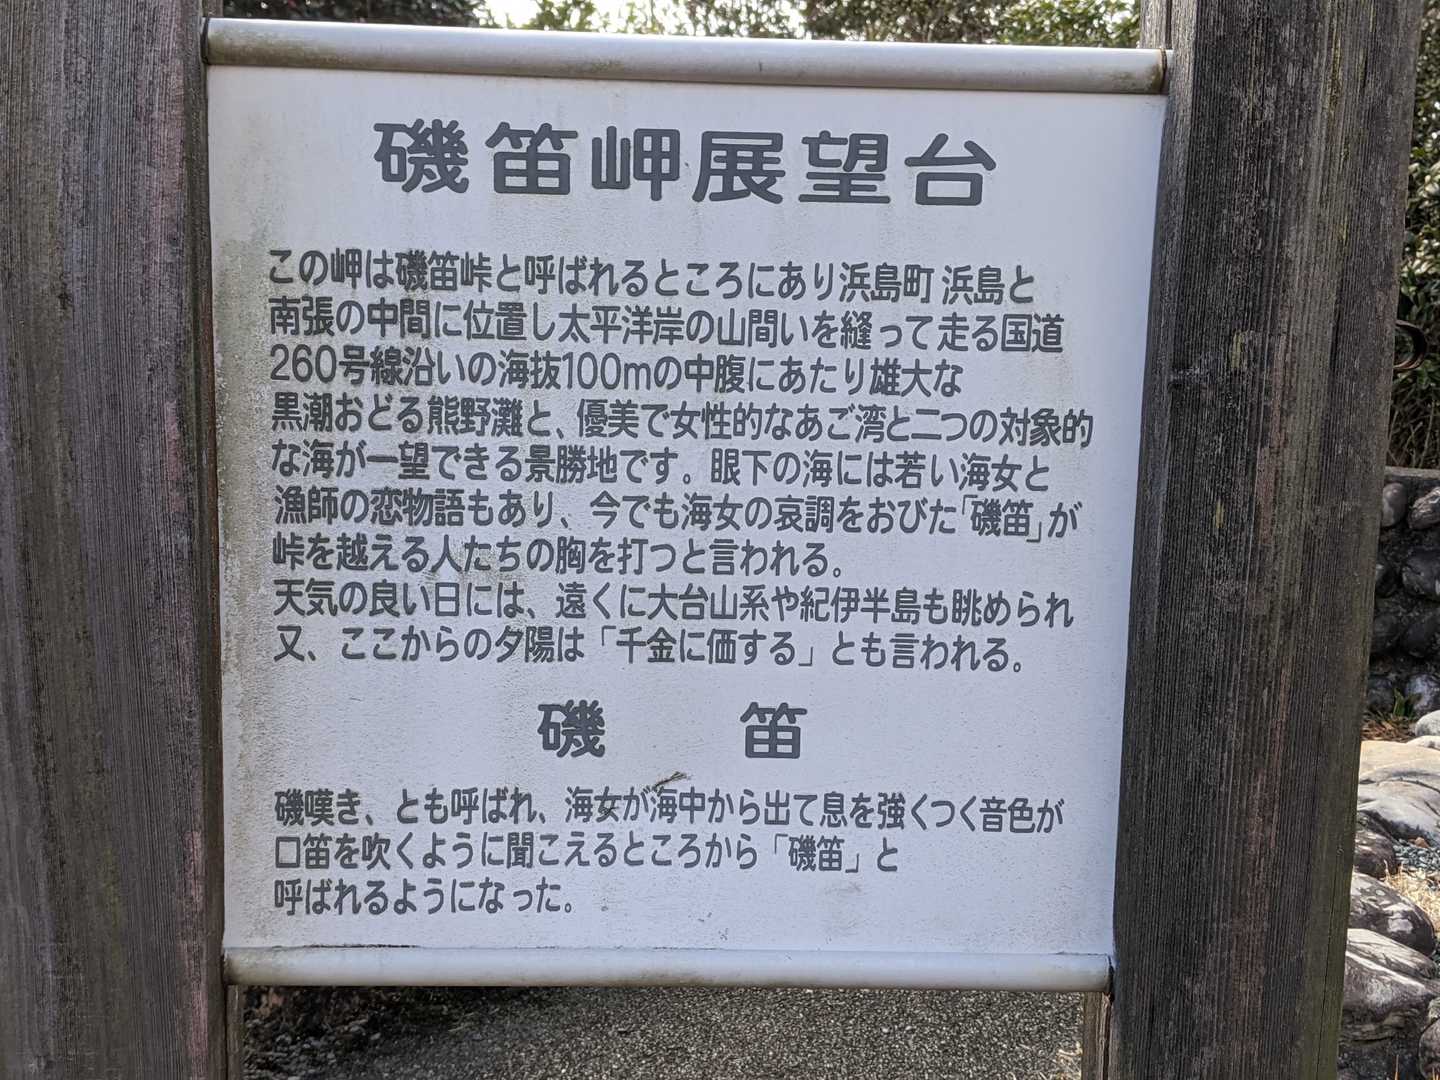 磯笛岬展望台
この岬は磯笛峠と呼ばれるところにあり浜島町 浜島と
南張の中間に位置し太平洋岸の山間いを縫って走る国道
260号線沿いの海抜100mの中腹にあたり雄大な
黒潮おどる熊野灘と、優美で女性的なあご湾と二つの対象的
な海が一望できる景勝地です。眼下の海には若い海女と
漁師の恋物語もあり、今でも海女の哀調をおびた「磯笛」が
峠を越える人たちの胸を打つと言われる。
天気の良い日には、遠くに大台山系や紀伊半島も眺められ
又、ここからの夕陽は「千金に価する」とも言われる。
磯　笛
磯嘆き、とも呼ばれ、海女が海中から出て息を強くつく音色が
口笛を吹くように聞こえるところから「磯笛」と
呼ばれるようになった。